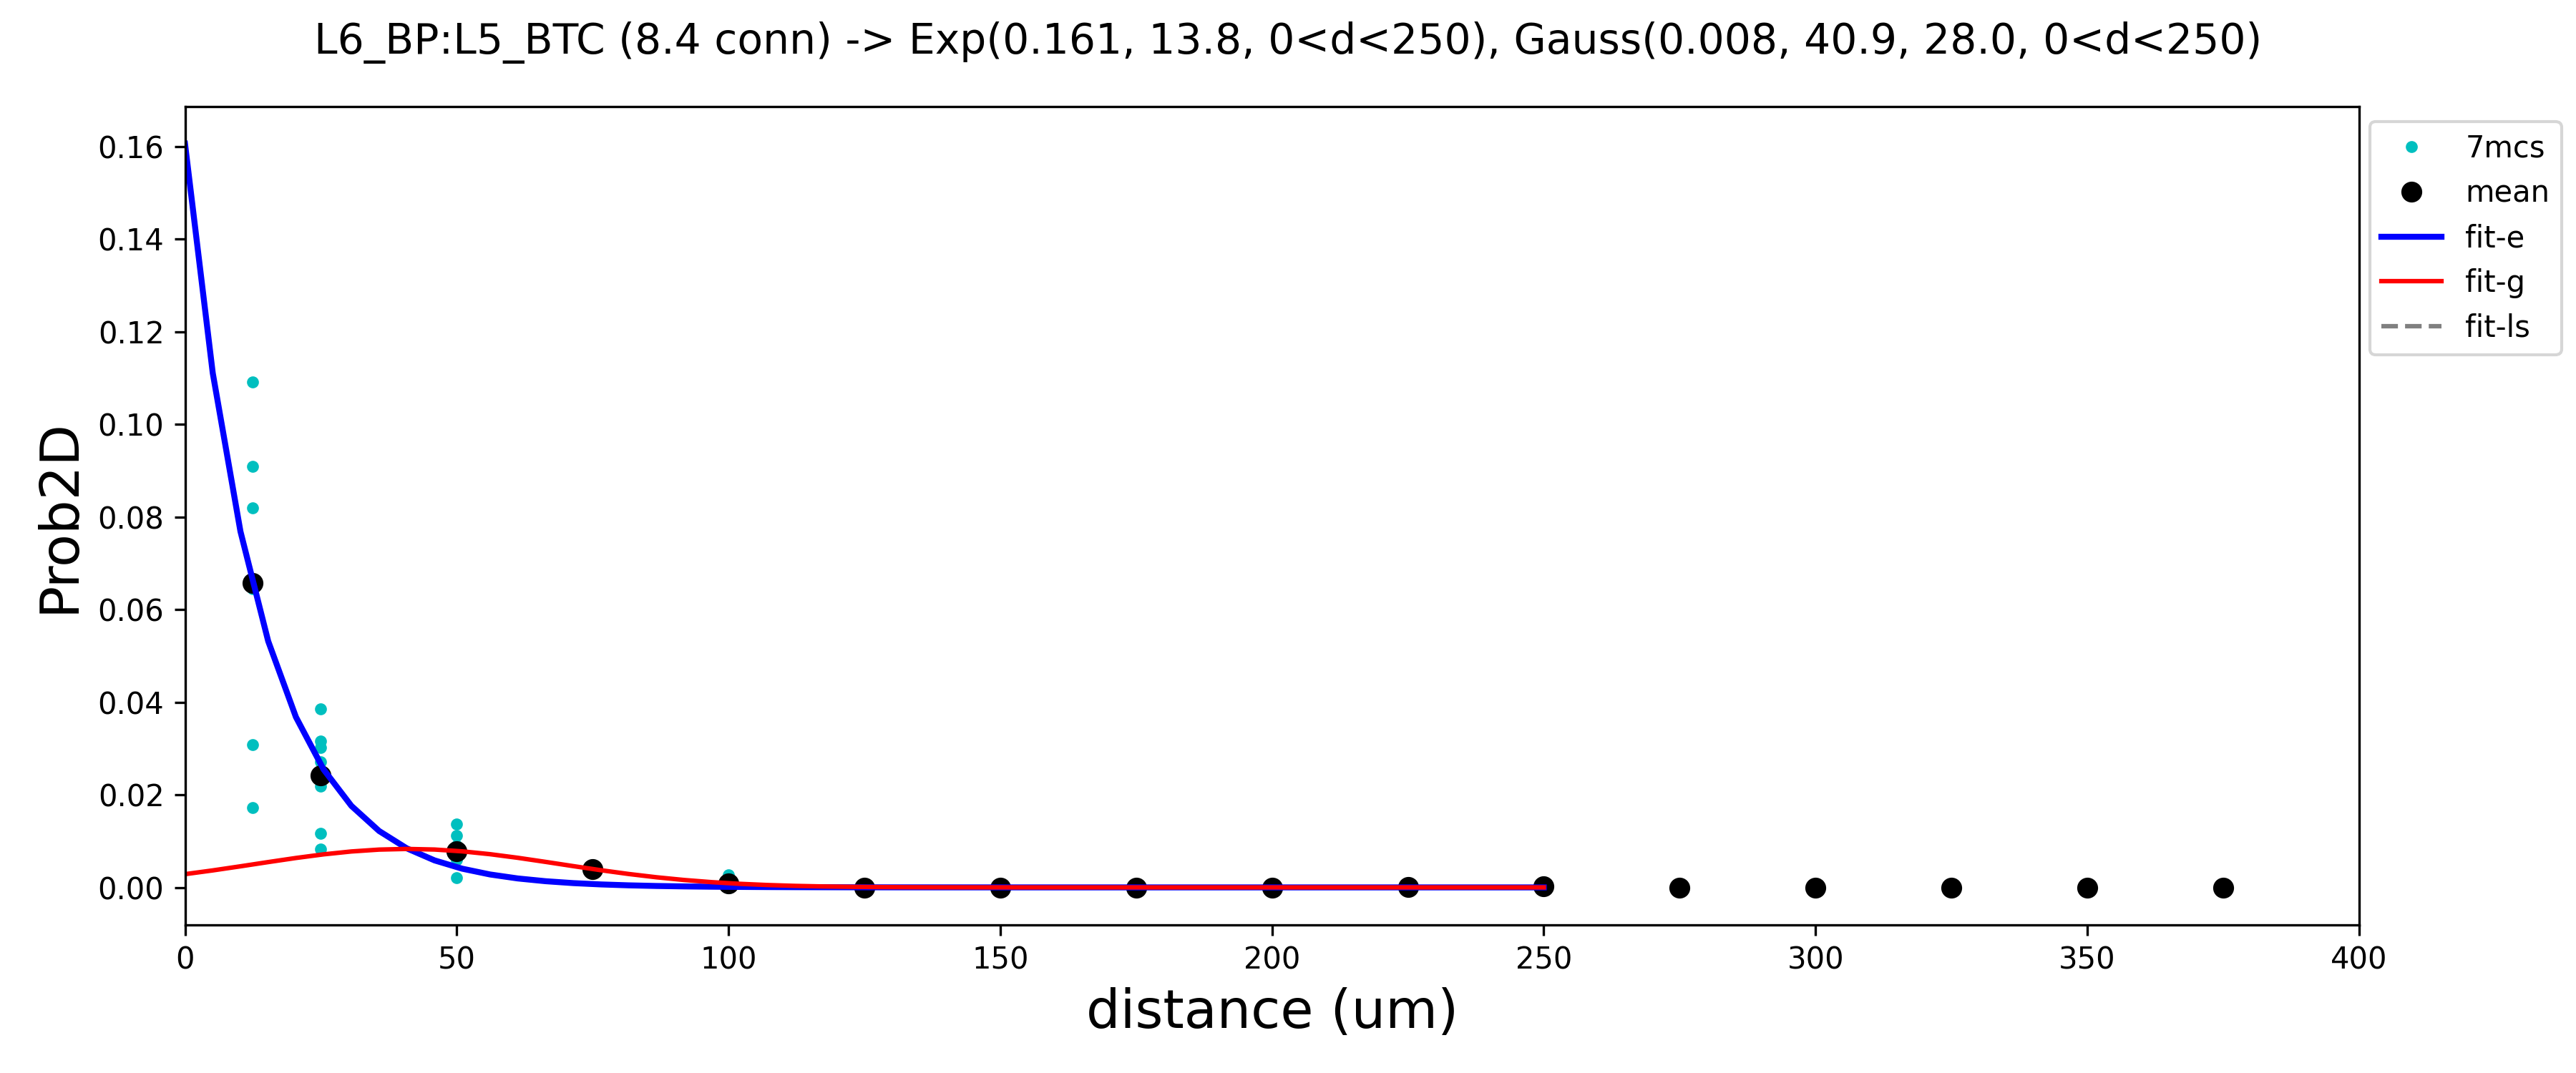 L6_BP:L5_BTC (8.4 conn) -> Exp(0.161, 13.8, 0<d<250), Gauss(0.008, 40.9, 28.0, 0<d<250)
0.16
0.14
0.12
0.10
0.08
0.06
0.04
0.02
0.00
Prob2D
0 50 100 150 200 250 300 350 400
distance (um)
7mcs
mean
fit-e
fit-g
fit-ls